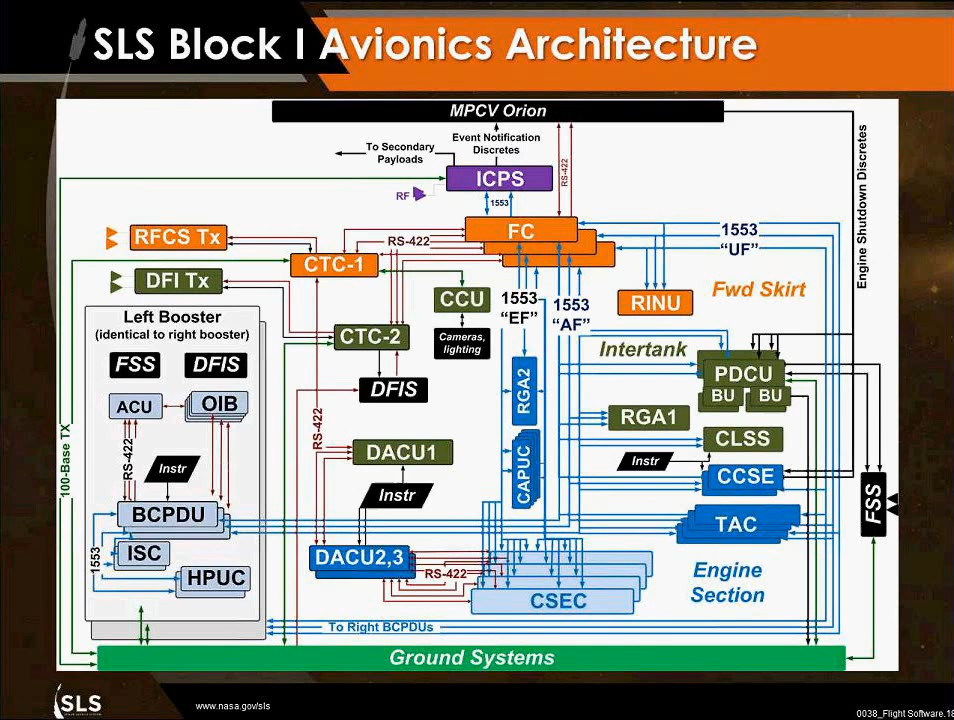 SLS Block I Avionics Architecture
MPCV Orion
To Secondary
Payloads
Event Notification
Discretes
RS-422
Engine Shutdown Discretes
ICPS
RF
1553
FC
RFCS Tx
RS-422
CTC-1
1553
“UF”
DFI Tx
CCU
1553
“EF”
1553
“AF”
RINU
Fwd Skirt
Left Booster
(identical to right booster)
CTC-2
Cameras,
lighting
Intertank
FSS
DFIS
DFIS
RGA2
PDCU
BU
BU
ACU
OIB
RS-422
RGA1
100-Base TX
RS-422
DACU1
CLSS
Instr
Instr
CAPUC
Instr
CCSE
FSS
BCPDU
TAC
1553
ISC
DACU2,3
HPUC
RS-422
CSEC
Engine
Section
To Right BCPDUs
Ground Systems
SLS
www.nasa.gov/sls
0038_Flight Software.18